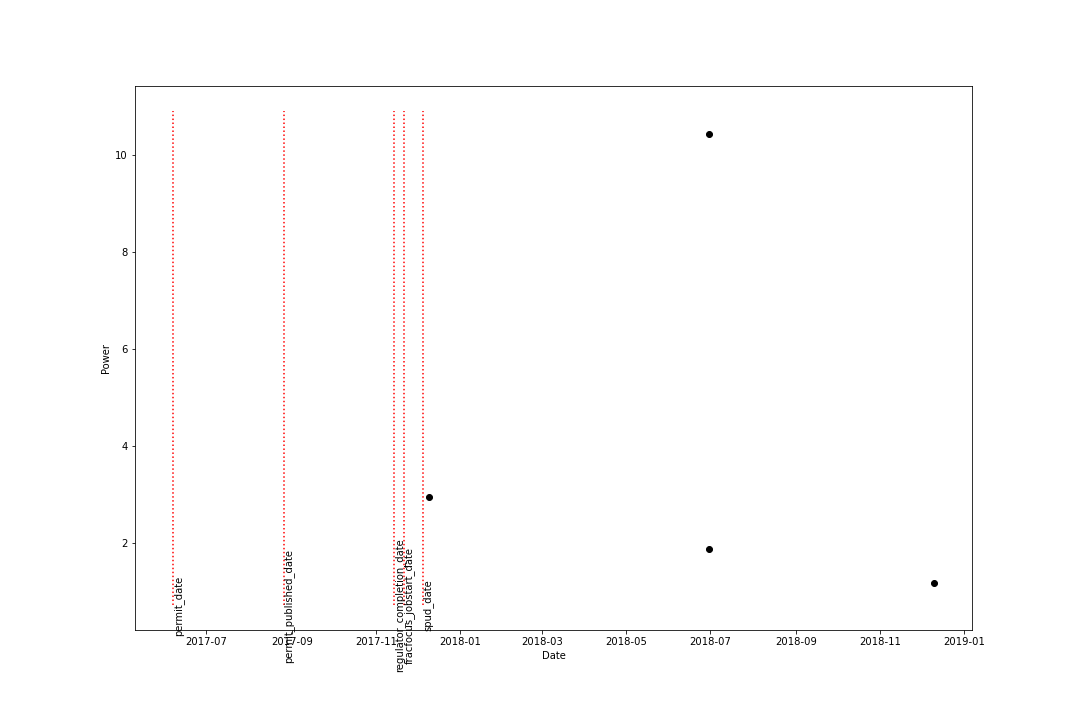 10
8
6
4
2
Power
permit_date
permit_published_date
regulator_completion_date
fracfocus_jobstart_date
spud_date
2017-07
2017-09
2017-11
2018-01
2018-03
2018-05
2018-07
2018-09
2018-11
2019-01
Date